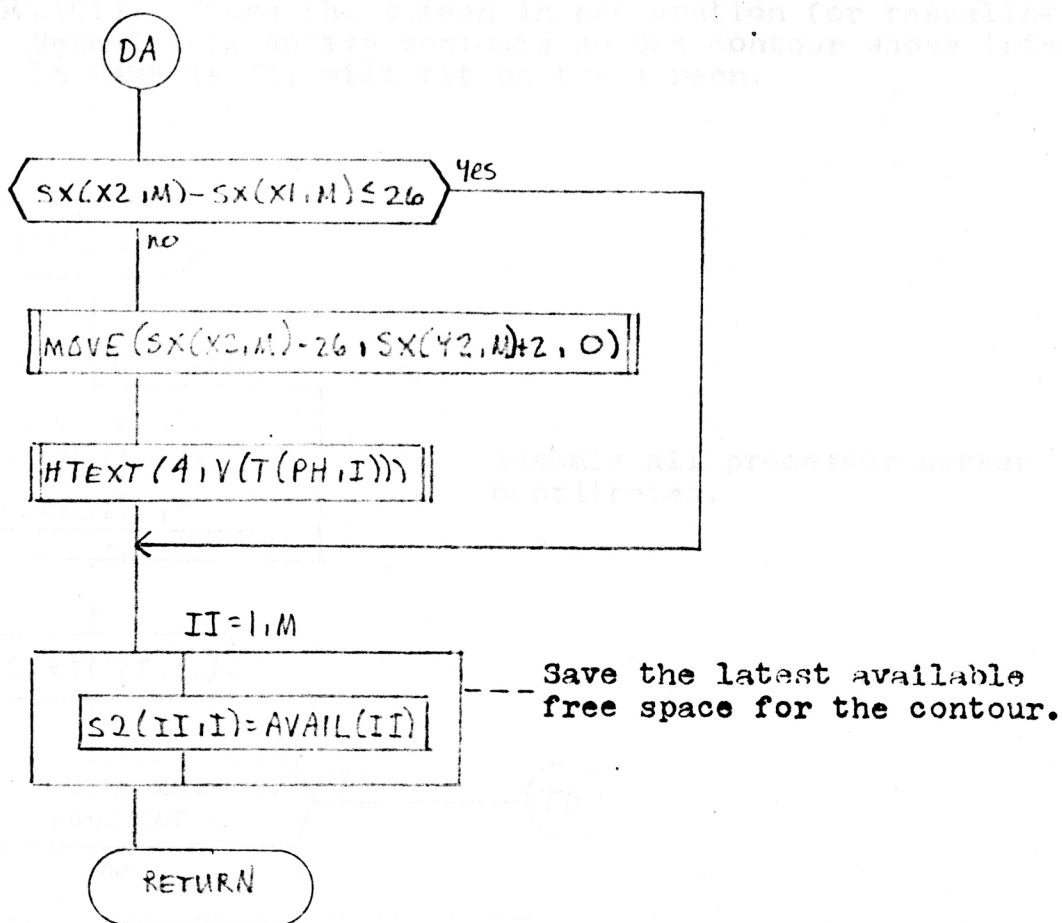 DA
SX(X2,M)-SX(X1,M)≤26
yes
no
MOVE(SX(X2,M)-26,SX(Y2,M)+2,0)
HTEXT(4,V(T(PH,I)))
II=1,M
S2(II,I)=AVAIL(II)
Save the latest available
free space for the contour.
RETURN